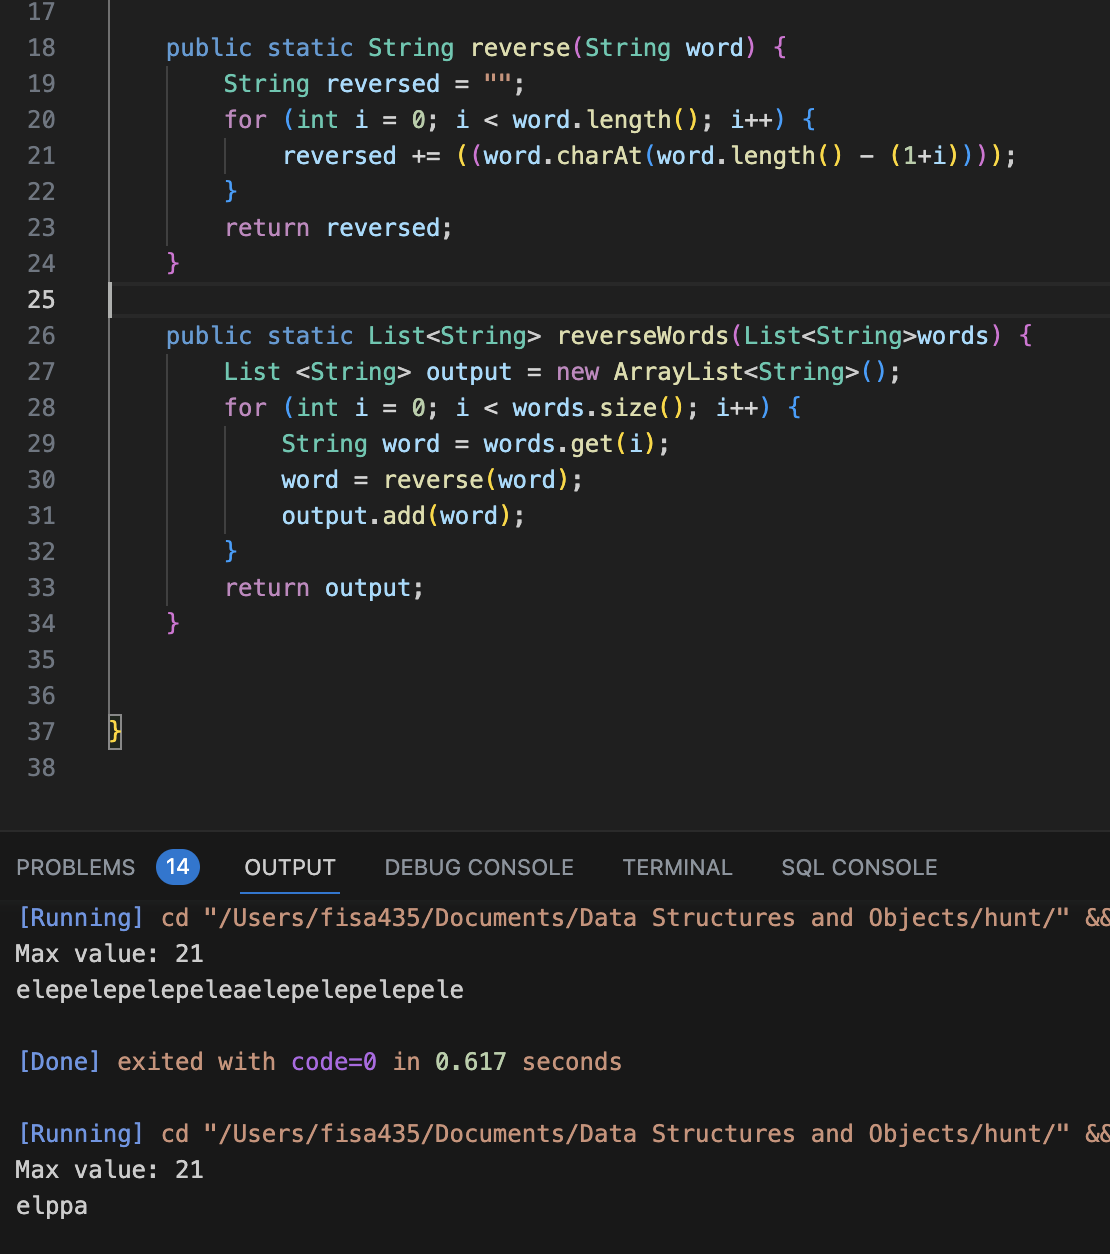 17
18 public static String reverse(String word) {
19 String reversed = "";
20 for (int i = 0; i < word.length(); i++) {
21 reversed += ((word.charAt(word.length() - (1+i))));
22 }
23 return reversed;
24 }
25
26 public static List<String> reverseWords(List<String>words) {
27 List <String> output = new ArrayList<String>();
28 for (int i = 0; i < words.size(); i++) {
29 String word = words.get(i);
30 word = reverse(word);
31 output.add(word);
32 }
33 return output;
34 }
35
36
37 }
38
PROBLEMS 14 OUTPUT DEBUG CONSOLE TERMINAL SQL CONSOLE
[Running] cd "/Users/fisa435/Documents/Data Structures and Objects/hunt/" &&
Max value: 21
elepelepelepeleaelepelepelepele
[Done] exited with code=0 in 0.617 seconds
[Running] cd "/Users/fisa435/Documents/Data Structures and Objects/hunt/" &&
Max value: 21
elppa